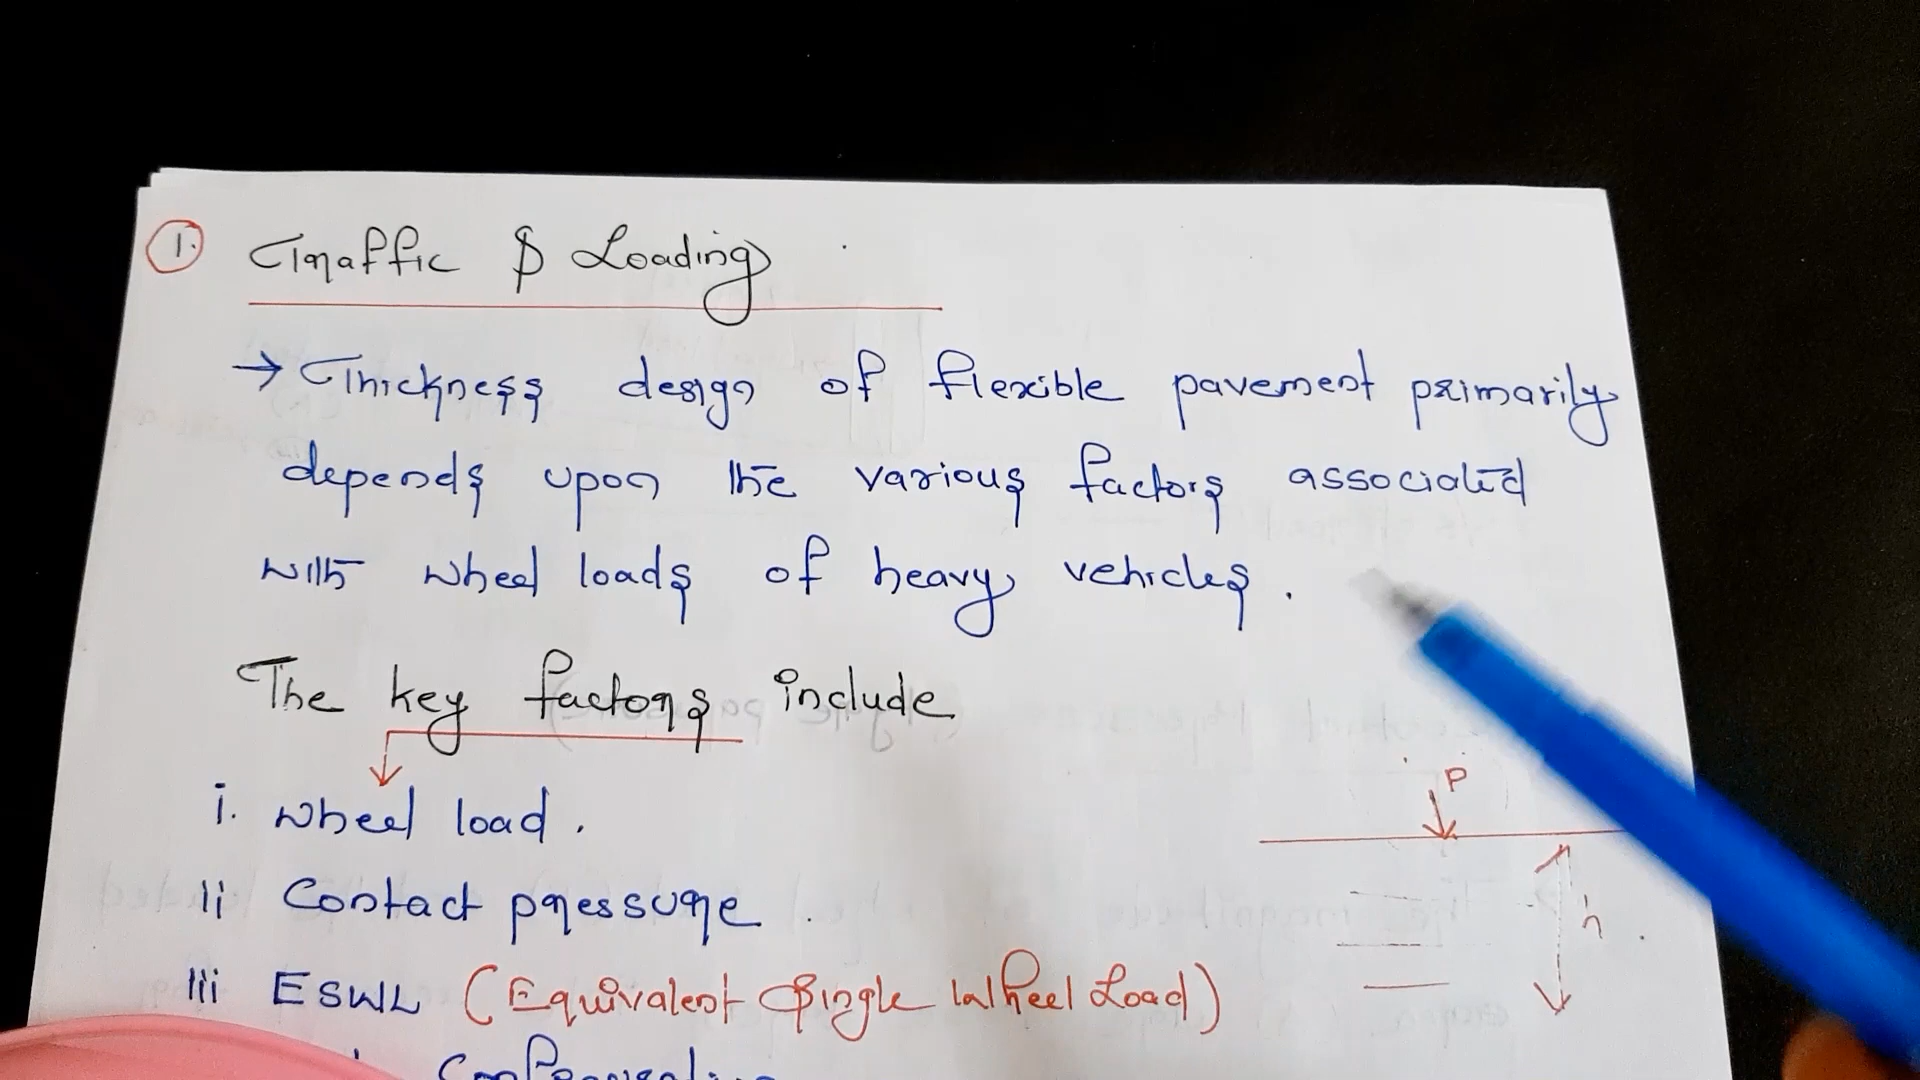 1. Traffic & Loading
→ Thickness design of flexible pavement primarily
depends upon the various factors associated
with wheel loads of heavy vehicles.
The key factors include
i. Wheel load.
ii Contact pressure
iii ESWL (Equivalent Single Wheel Load)
P
h